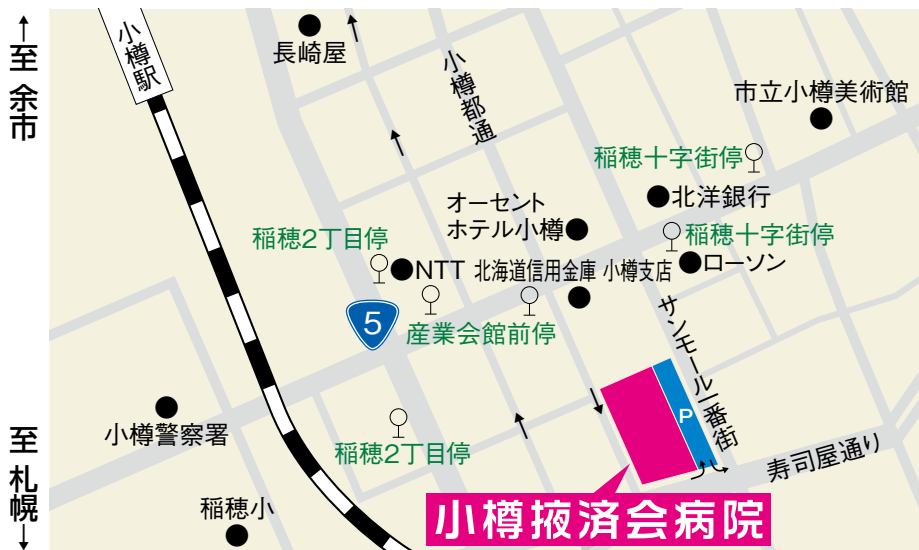 ↑至 余市
小樽駅
長崎屋
小樽都通
市立小樽美術館
稲穂十字街停
北洋銀行
オーセント
ホテル小樽
稲穂十字街停
稲穂2丁目停
NTT
北海道信用金庫 小樽支店
ローソン
5
産業会館前停
サンモール一番街
P
小樽警察署
稲穂2丁目停
寿司屋通り
至 札幌↓
稲穂小
小樽掖済会病院